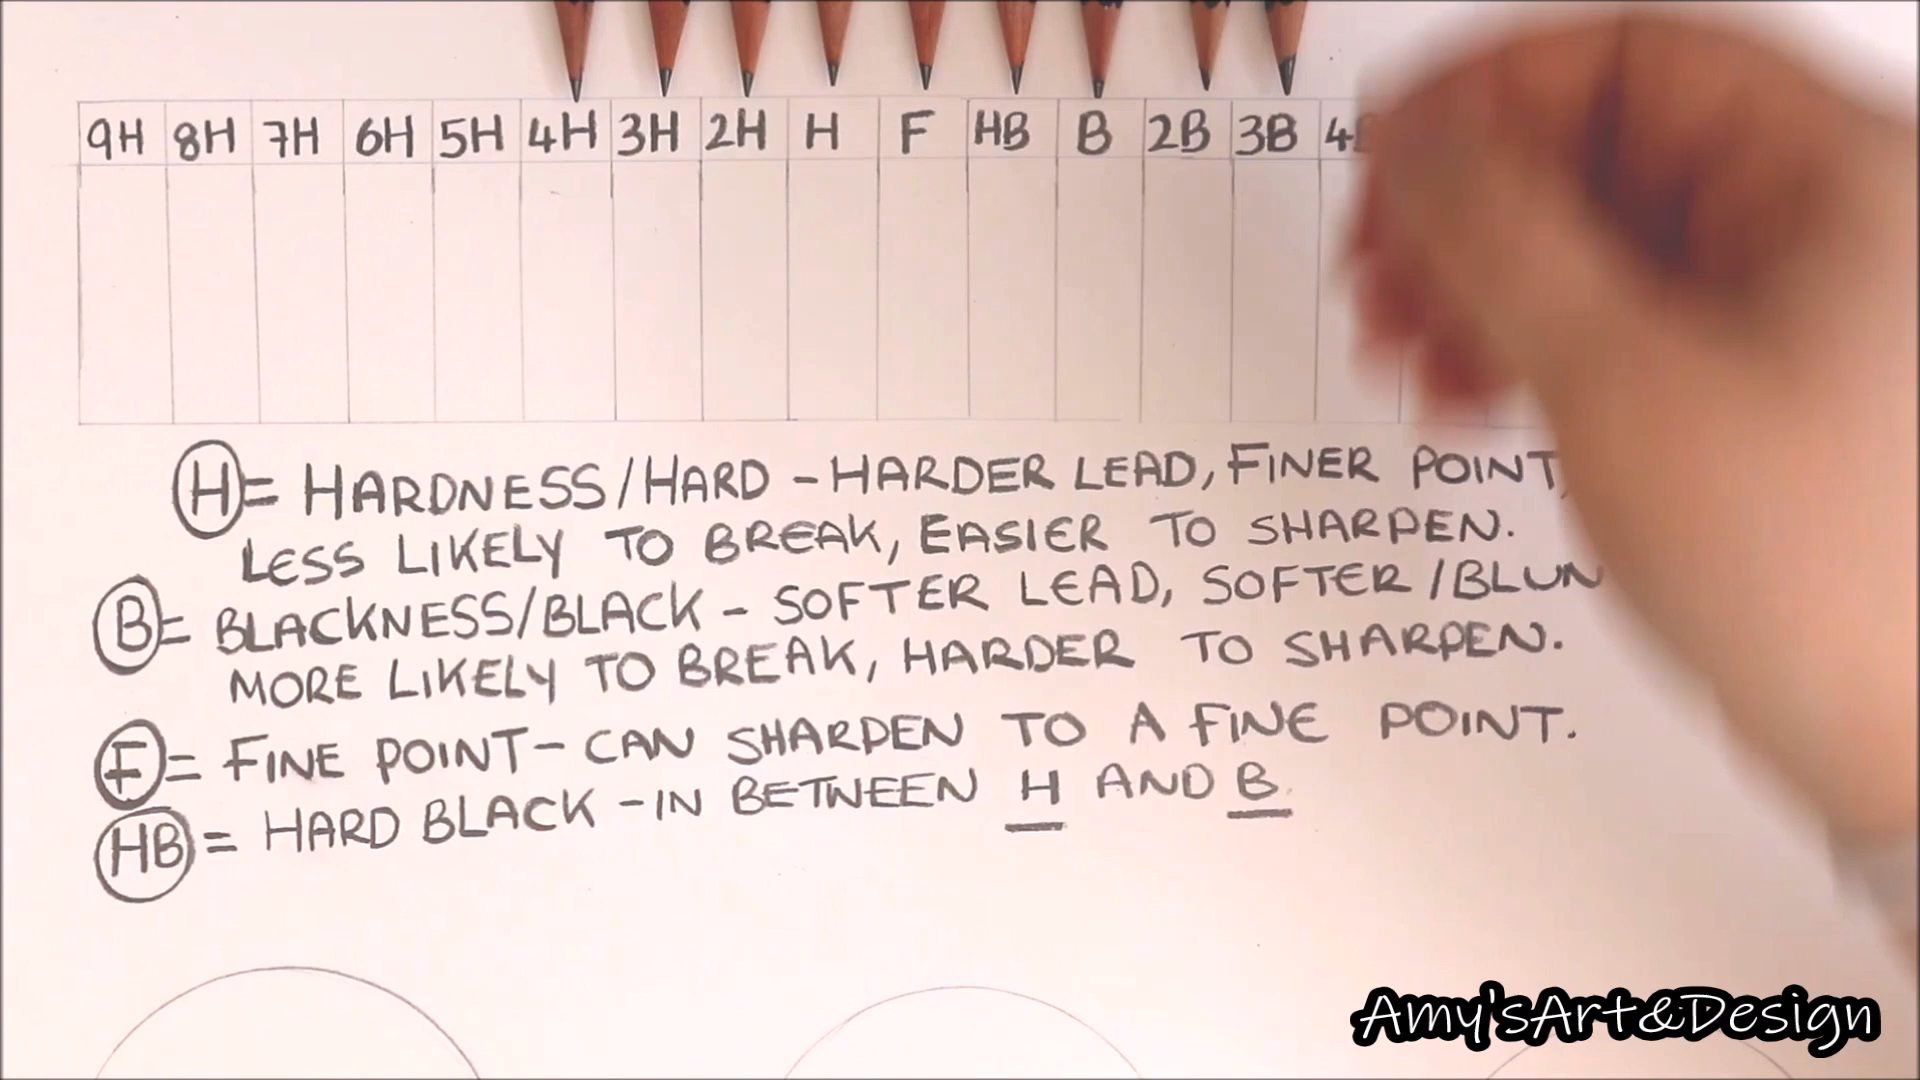 9H 8H 7H 6H 5H 4H 3H 2H H F HB B 2B 3B
H = HARDNESS/HARD - HARDER LEAD, FINER POINT,
LESS LIKELY TO BREAK, EASIER TO SHARPEN.
B = BLACKNESS/BLACK - SOFTER LEAD, SOFTER/
MORE LIKELY TO BREAK, HARDER TO SHARPEN.
F = FINE POINT - CAN SHARPEN TO A FINE POINT.
HB = HARD BLACK - IN BETWEEN H AND B.
Amy'sArt&Design